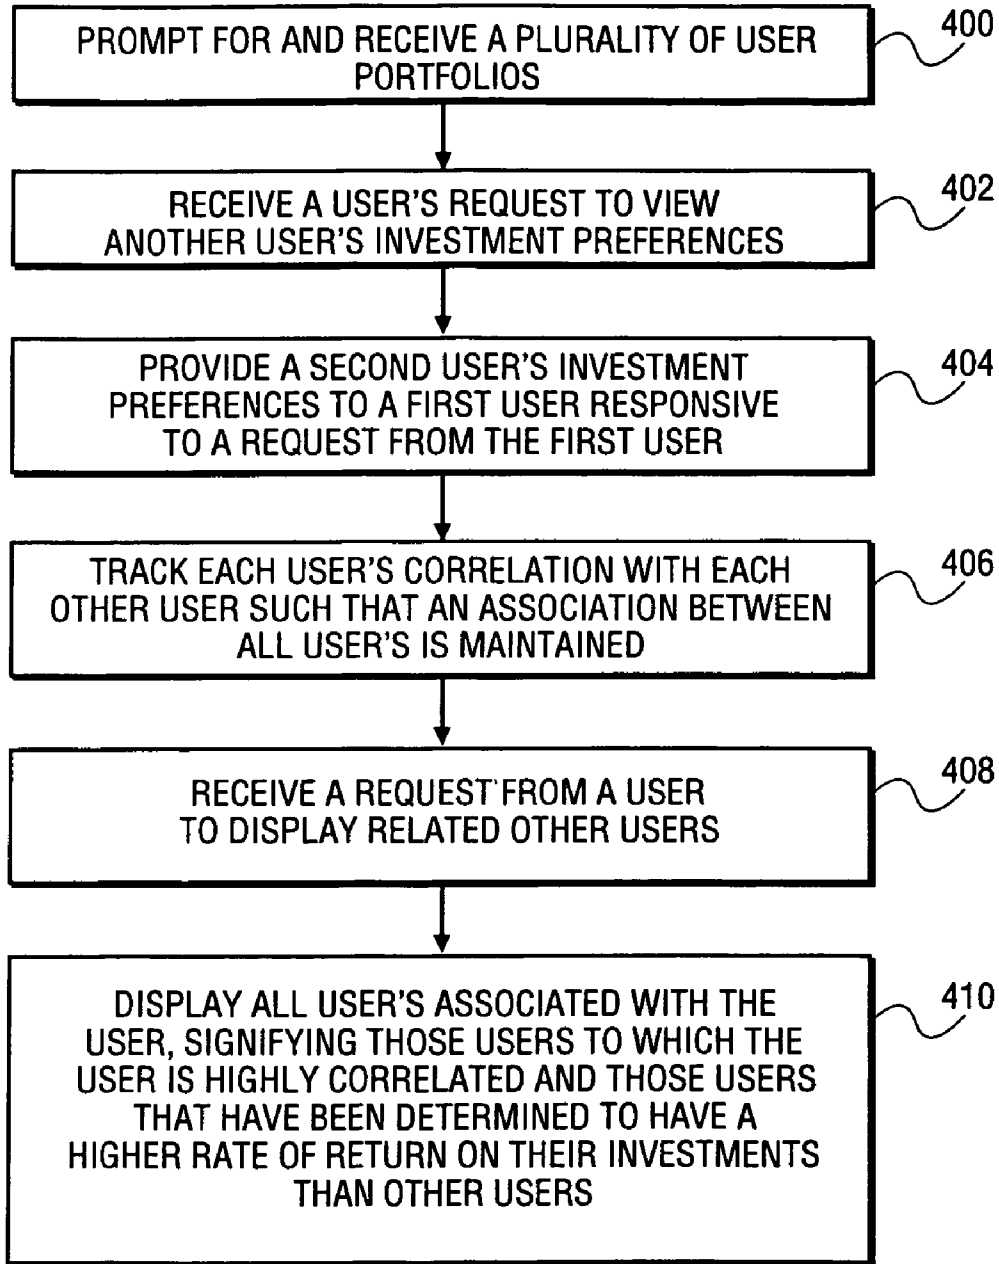 PROMPT FOR AND RECEIVE A PLURALITY OF USER
PORTFOLIOS
400
RECEIVE A USER'S REQUEST TO VIEW
ANOTHER USER'S INVESTMENT PREFERENCES
402
PROVIDE A SECOND USER'S INVESTMENT
PREFERENCES TO A FIRST USER RESPONSIVE
TO A REQUEST FROM THE FIRST USER
404
TRACK EACH USER'S CORRELATION WITH EACH
OTHER USER SUCH THAT AN ASSOCIATION BETWEEN
ALL USER'S IS MAINTAINED
406
RECEIVE A REQUEST FROM A USER
TO DISPLAY RELATED OTHER USERS
408
DISPLAY ALL USER'S ASSOCIATED WITH THE
USER, SIGNIFYING THOSE USERS TO WHICH THE
USER IS HIGHLY CORRELATED AND THOSE USERS
THAT HAVE BEEN DETERMINED TO HAVE A
HIGHER RATE OF RETURN ON THEIR INVESTMENTS
THAN OTHER USERS
410